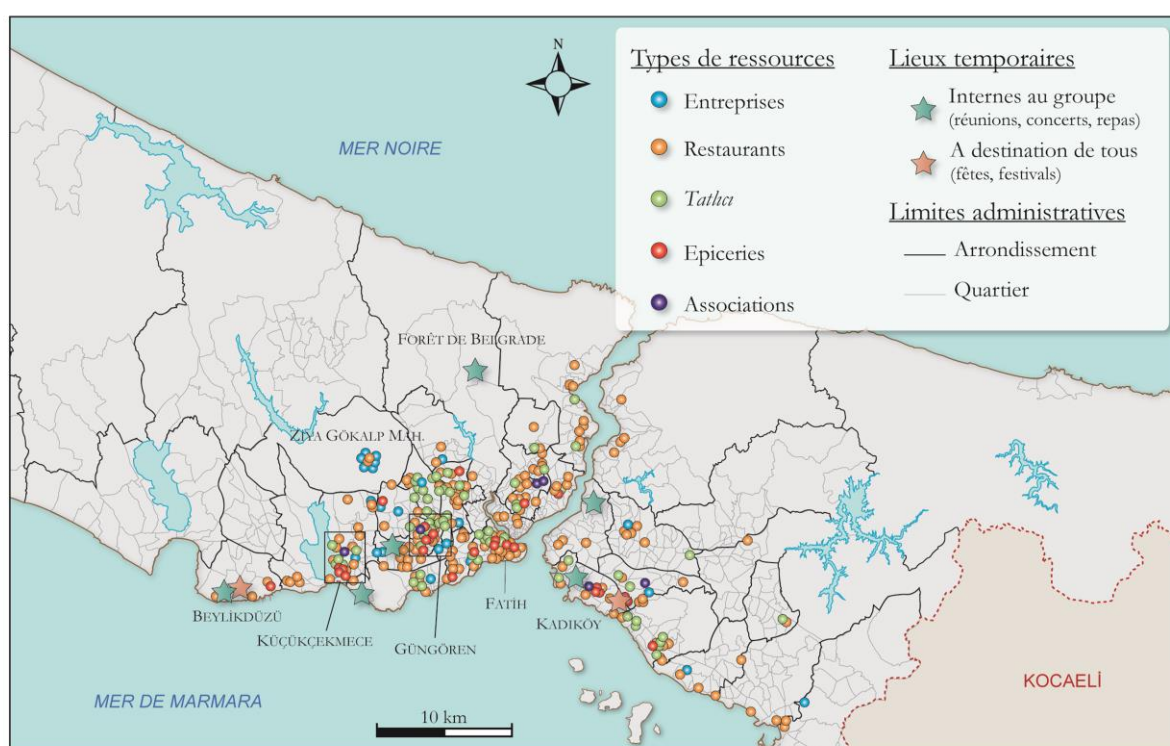 N
Types de ressources
Entreprises
Restaurants
Tatlıcı
Epiceries
Associations
Lieux temporaires
Internes au groupe
(réunions, concerts, repas)
A destination de tous
(fêtes, festivals)
Limites administratives
Arrondissement
Quartier
MER NOIRE
FORÊT DE BELGRADE
ZIYA GÖKALP MAH.
BEYLIKDÜZÜ
KÜÇÜKÇEKMECE
GÜNGÖREN
FATİH
KADIKÖY
MER DE MARMARA
10 km
KOCAELİ